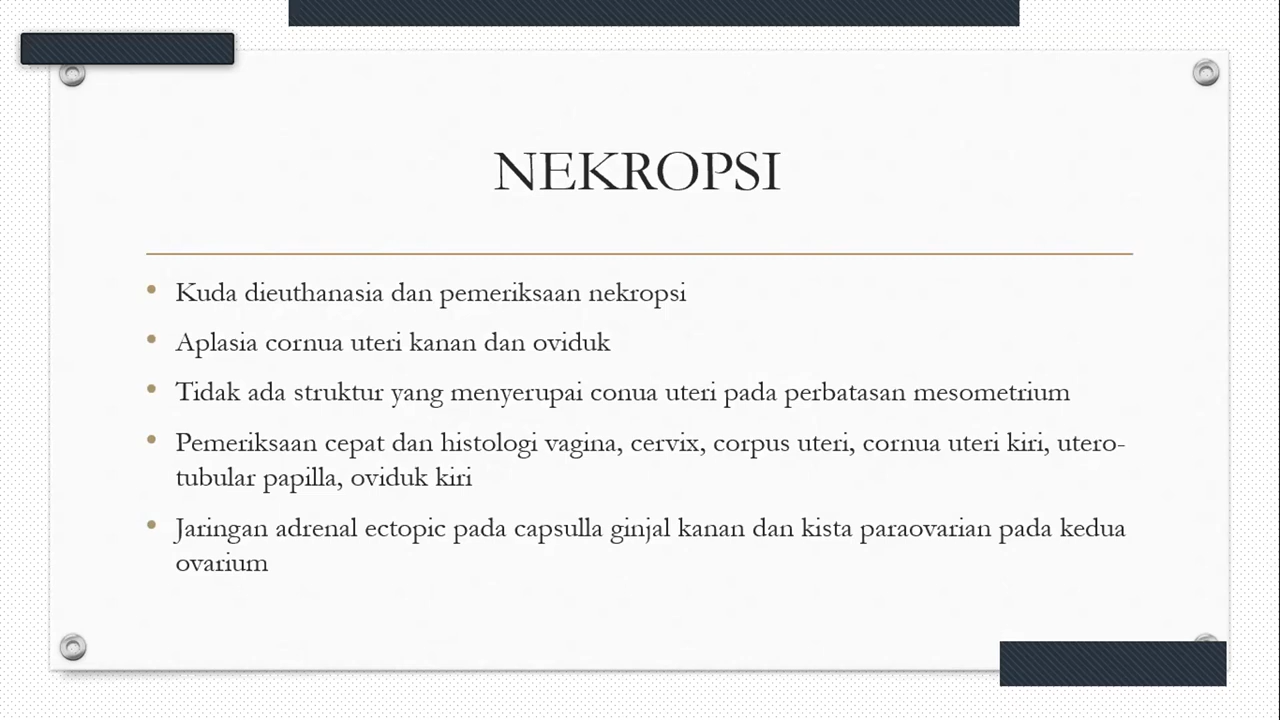 NEKROPSI
• Kuda dieuthanasia dan pemeriksaan nekropsi
• Aplasia cornua uteri kanan dan oviduk
• Tidak ada struktur yang menyerupai conua uteri pada perbatasan mesometrium
• Pemeriksaan cepat dan histologi vagina, cervix, corpus uteri, cornua uteri kiri, utero-
tubular papilla, oviduk kiri
• Jaringan adrenal ectopic pada capsulla ginjal kanan dan kista paraovarian pada kedua
ovarium